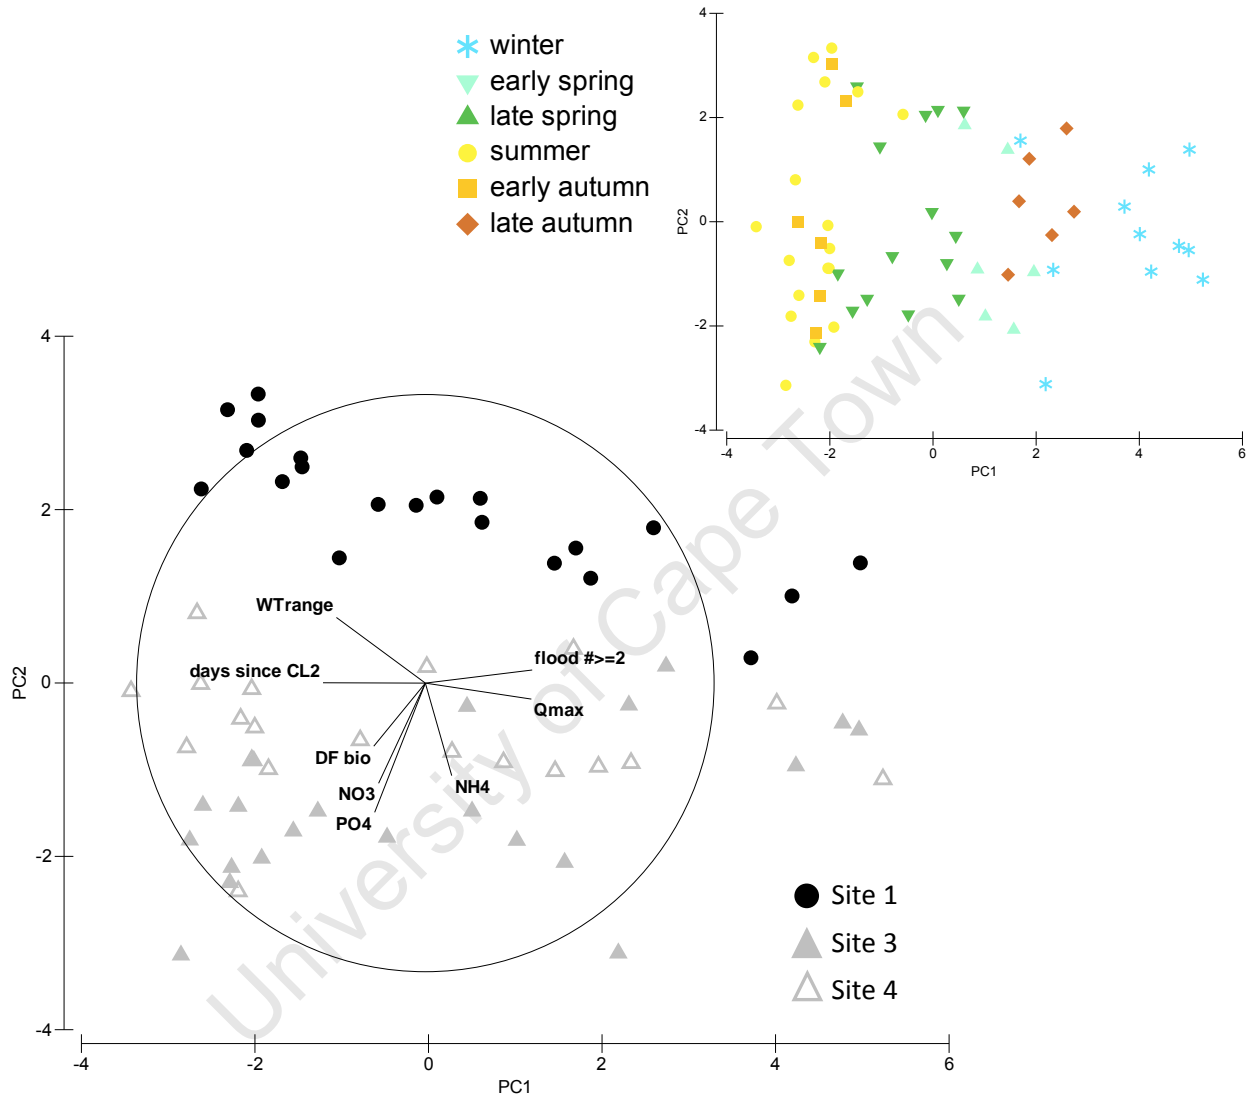 winter
early spring
late spring
summer
early autumn
late autumn
4
2
0
-2
-4
PC2
-4
-2
0
2
4
6
PC1
4
2
0
-2
-4
PC2
WTrange
days since CL2
flood #>=2
Qmax
DF bio
NO3
PO4
NH4
Site 1
Site 3
Site 4
-4
-2
0
2
4
6
PC1
University of Cape Town